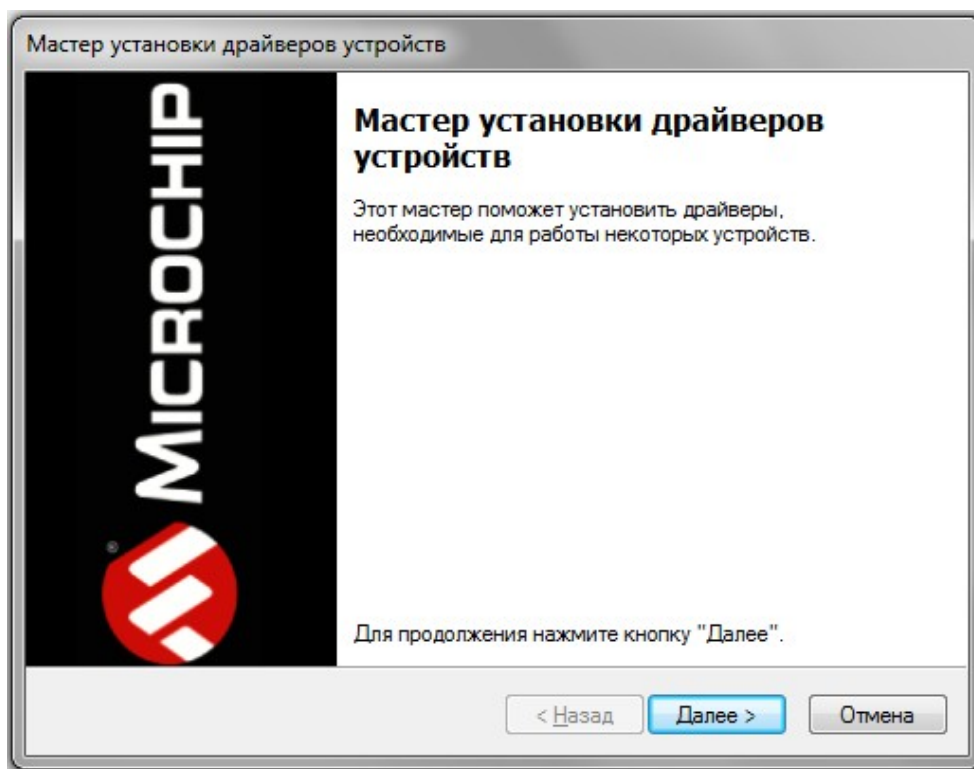 Мастер установки драйверов устройств
MICROCHIP
®
Мастер установки драйверов
устройств
Этот мастер поможет установить драйверы,
необходимые для работы некоторых устройств.
Для продолжения нажмите кнопку "Далее".
< Назад
Далее >
Отмена